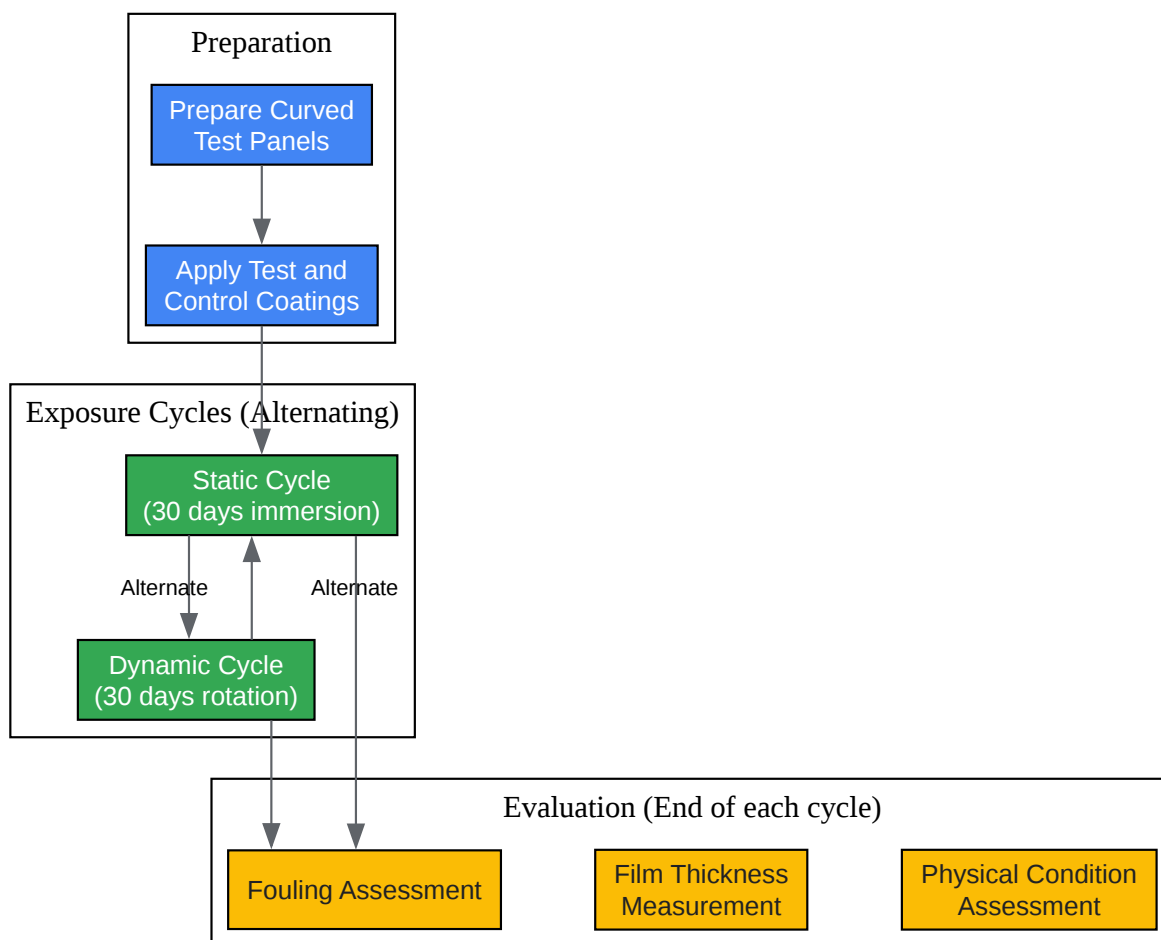 Preparation
Prepare Curved
Test Panels
Apply Test and
Control Coatings
Exposure Cycles (Alternating)
Static Cycle
(30 days immersion)
Alternate
Alternate
Dynamic Cycle
(30 days rotation)
Evaluation (End of each cycle)
Fouling Assessment
Film Thickness
Measurement
Physical Condition
Assessment